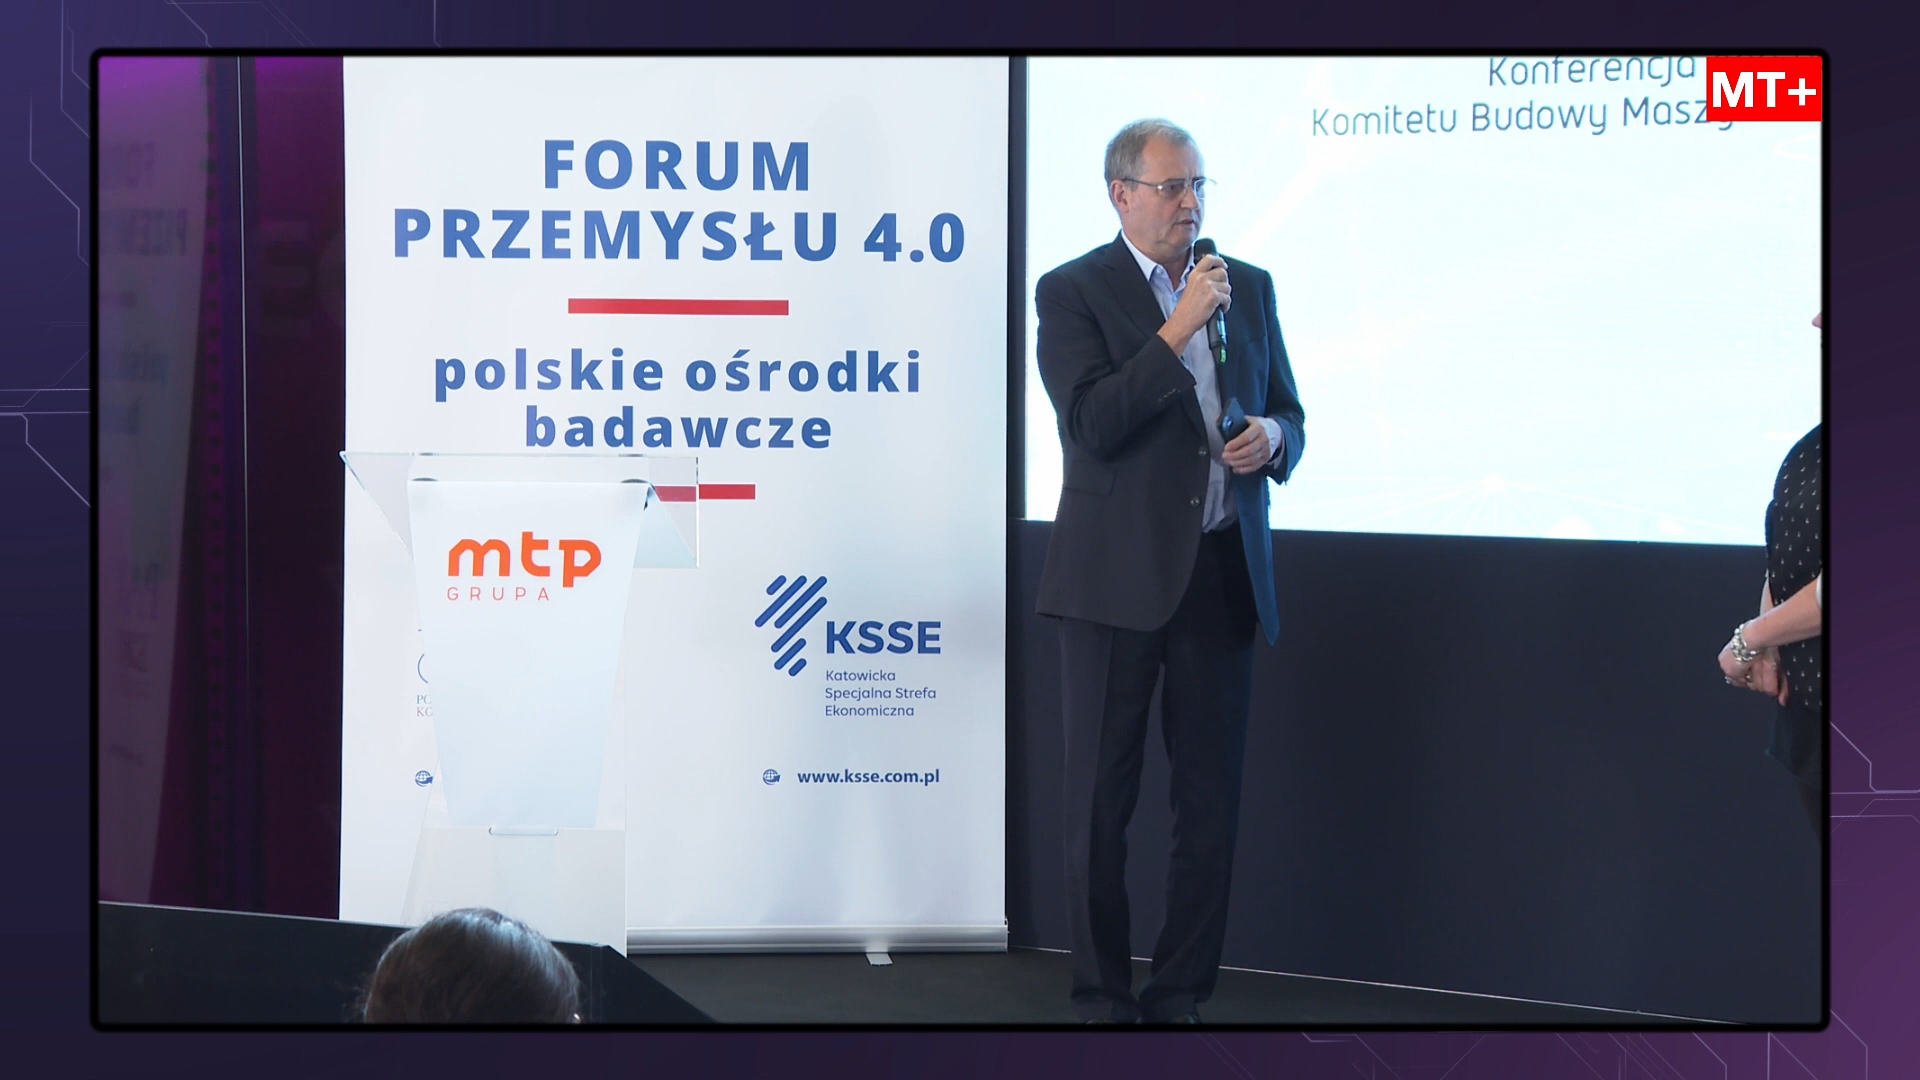 FORUM
PRZEMYSŁU 4.0
polskie ośrodki
badawcze
mtp
GRUPA
KSSE
Katowicka
Specjalna Strefa
Ekonomiczna
www.ksse.com.pl
Konferencja
Komitetu Budowy
MT+